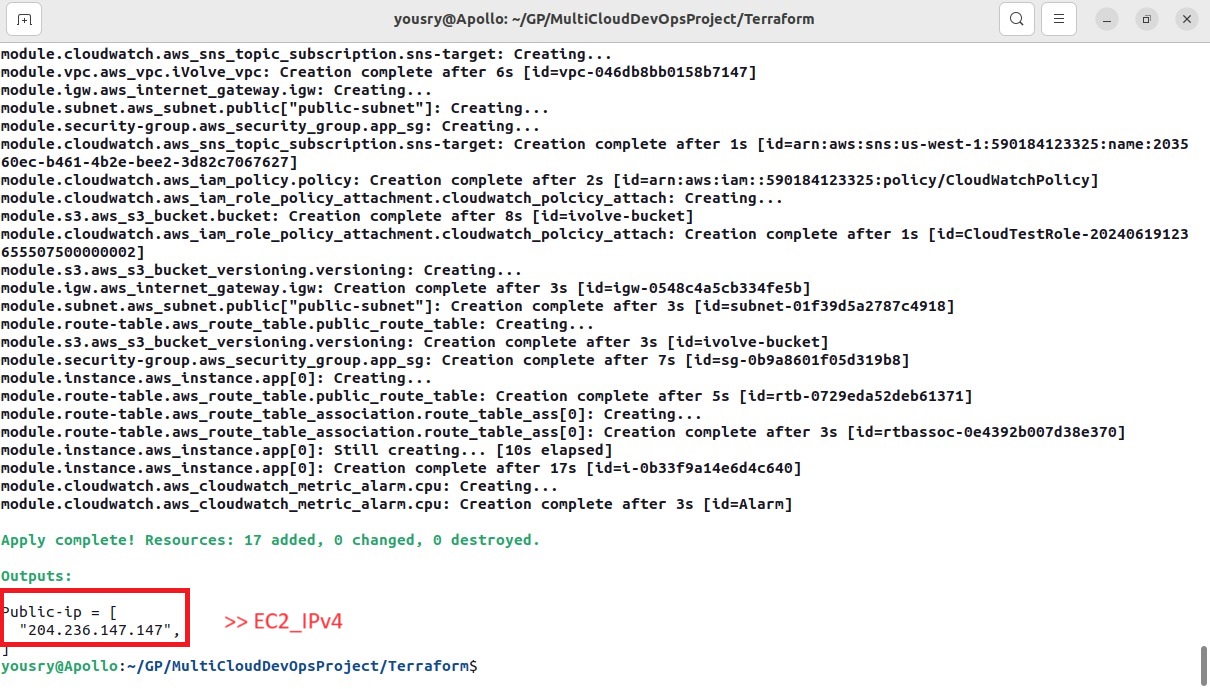 yousry@Apollo: ~/GP/MultiCloudDevOpsProject/Terraform
module.cloudwatch.aws_sns_topic_subscription.sns-target: Creating...
module.vpc.aws_vpc.iVolve_vpc: Creation complete after 6s [id=vpc-046db8bb0158b7147]
module.igw.aws_internet_gateway.igw: Creating...
module.subnet.aws_subnet.public["public-subnet"]: Creating...
module.security-group.aws_security_group.app_sg: Creating...
module.cloudwatch.aws_sns_topic_subscription.sns-target: Creation complete after 1s [id=arn:aws:sns:us-west-1:590184123325:name:2035
60ec-b461-4b2e-bee2-3d82c7067627]
module.cloudwatch.aws_iam_policy.policy: Creation complete after 2s [id=arn:aws:iam::590184123325:policy/CloudWatchPolicy]
module.cloudwatch.aws_iam_role_policy_attachment.cloudwatch_polcicy_attach: Creating...
module.s3.aws_s3_bucket.bucket: Creation complete after 8s [id=ivolve-bucket]
module.cloudwatch.aws_iam_role_policy_attachment.cloudwatch_polcicy_attach: Creation complete after 1s [id=CloudTestRole-20240619123
655507500000002]
module.s3.aws_s3_bucket_versioning.versioning: Creating...
module.igw.aws_internet_gateway.igw: Creation complete after 3s [id=igw-0548c4a5cb334fe5b]
module.subnet.aws_subnet.public["public-subnet"]: Creation complete after 3s [id=subnet-01f39d5a2787c4918]
module.route-table.aws_route_table.public_route_table: Creating...
module.s3.aws_s3_bucket_versioning.versioning: Creation complete after 3s [id=ivolve-bucket]
module.security-group.aws_security_group.app_sg: Creation complete after 7s [id=sg-0b9a8601f05d319b8]
module.instance.aws_instance.app[0]: Creating...
module.route-table.aws_route_table.public_route_table: Creation complete after 5s [id=rtb-0729eda52deb61371]
module.route-table.aws_route_table_association.route_table_ass[0]: Creating...
module.route-table.aws_route_table_association.route_table_ass[0]: Creation complete after 3s [id=rtbassoc-0e4392b007d38e370]
module.instance.aws_instance.app[0]: Still creating... [10s elapsed]
module.instance.aws_instance.app[0]: Creation complete after 17s [id=i-0b33f9a14e6d4c640]
module.cloudwatch.aws_cloudwatch_metric_alarm.cpu: Creating...
module.cloudwatch.aws_cloudwatch_metric_alarm.cpu: Creation complete after 3s [id=Alarm]
Apply complete! Resources: 17 added, 0 changed, 0 destroyed.
Outputs:
Public-ip = [
"204.236.147.147",
>> EC2_IPv4
]
yousry@Apollo:~/GP/MultiCloudDevOpsProject/Terraform$